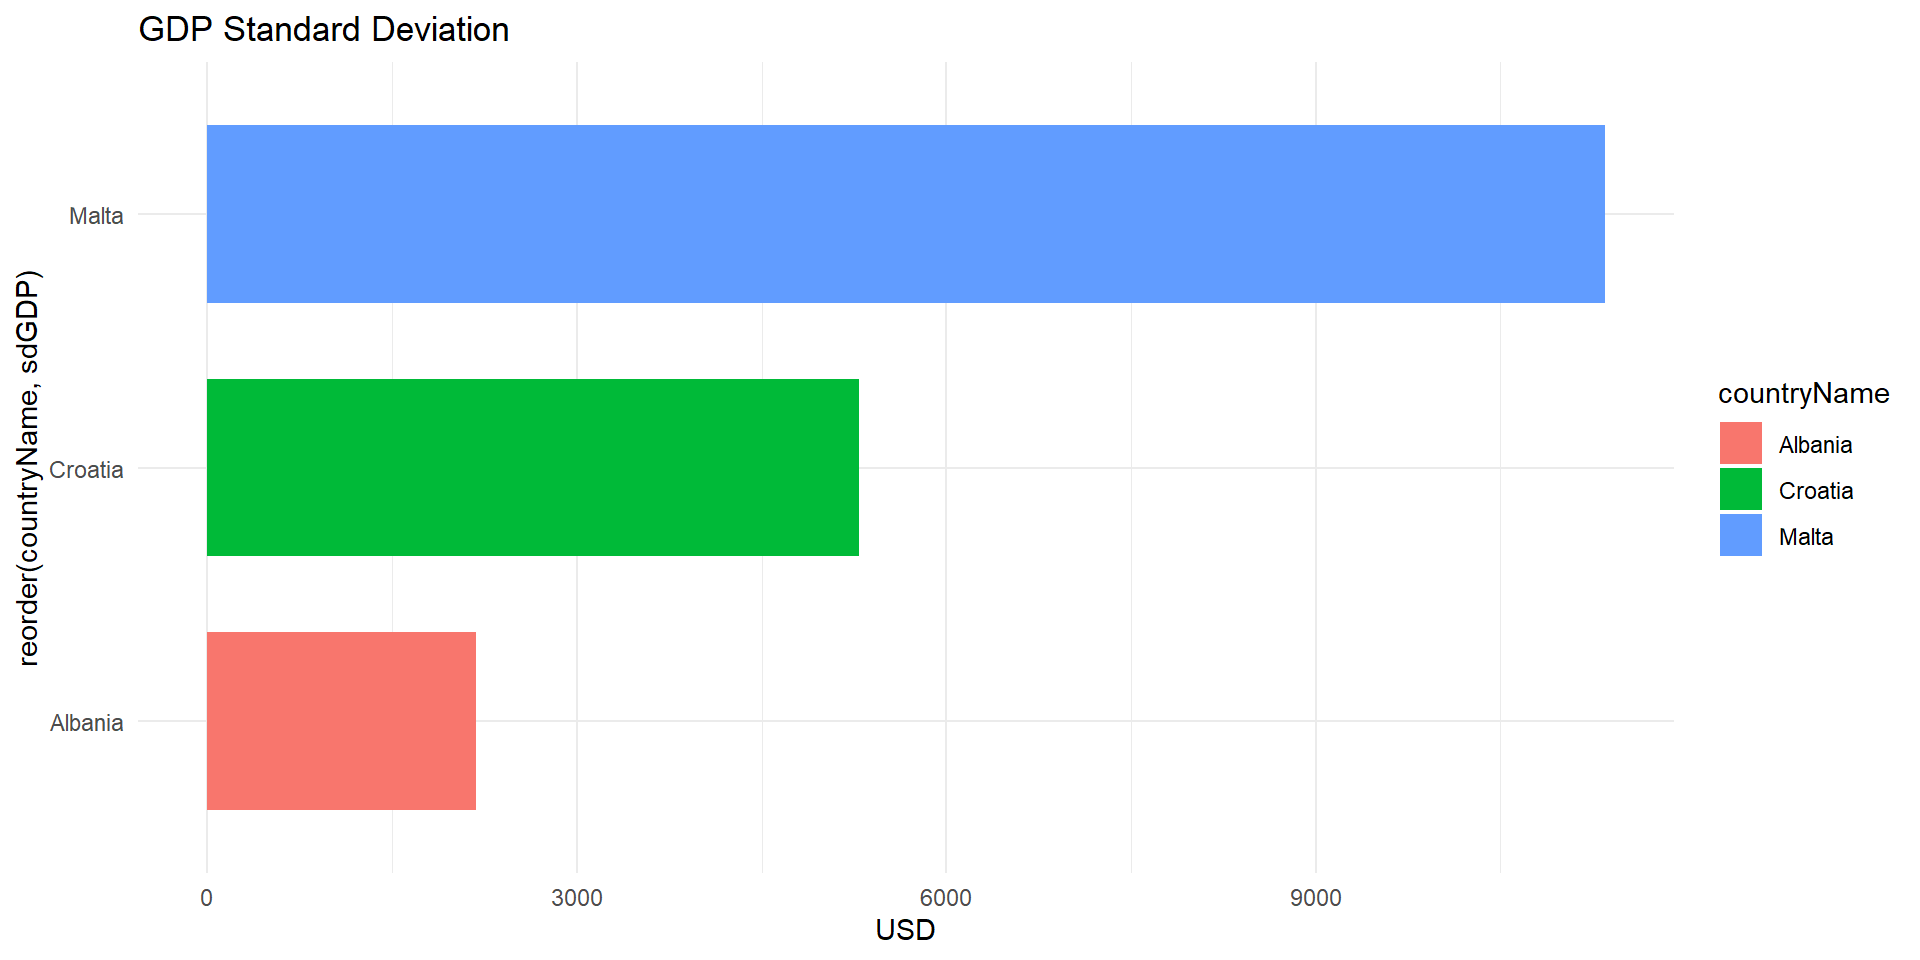 GDP Standard Deviation
reorder(countryName, sdGDP)
Malta
Croatia
Albania
0
3000
6000
9000
USD
countryName
Albania
Croatia
Malta